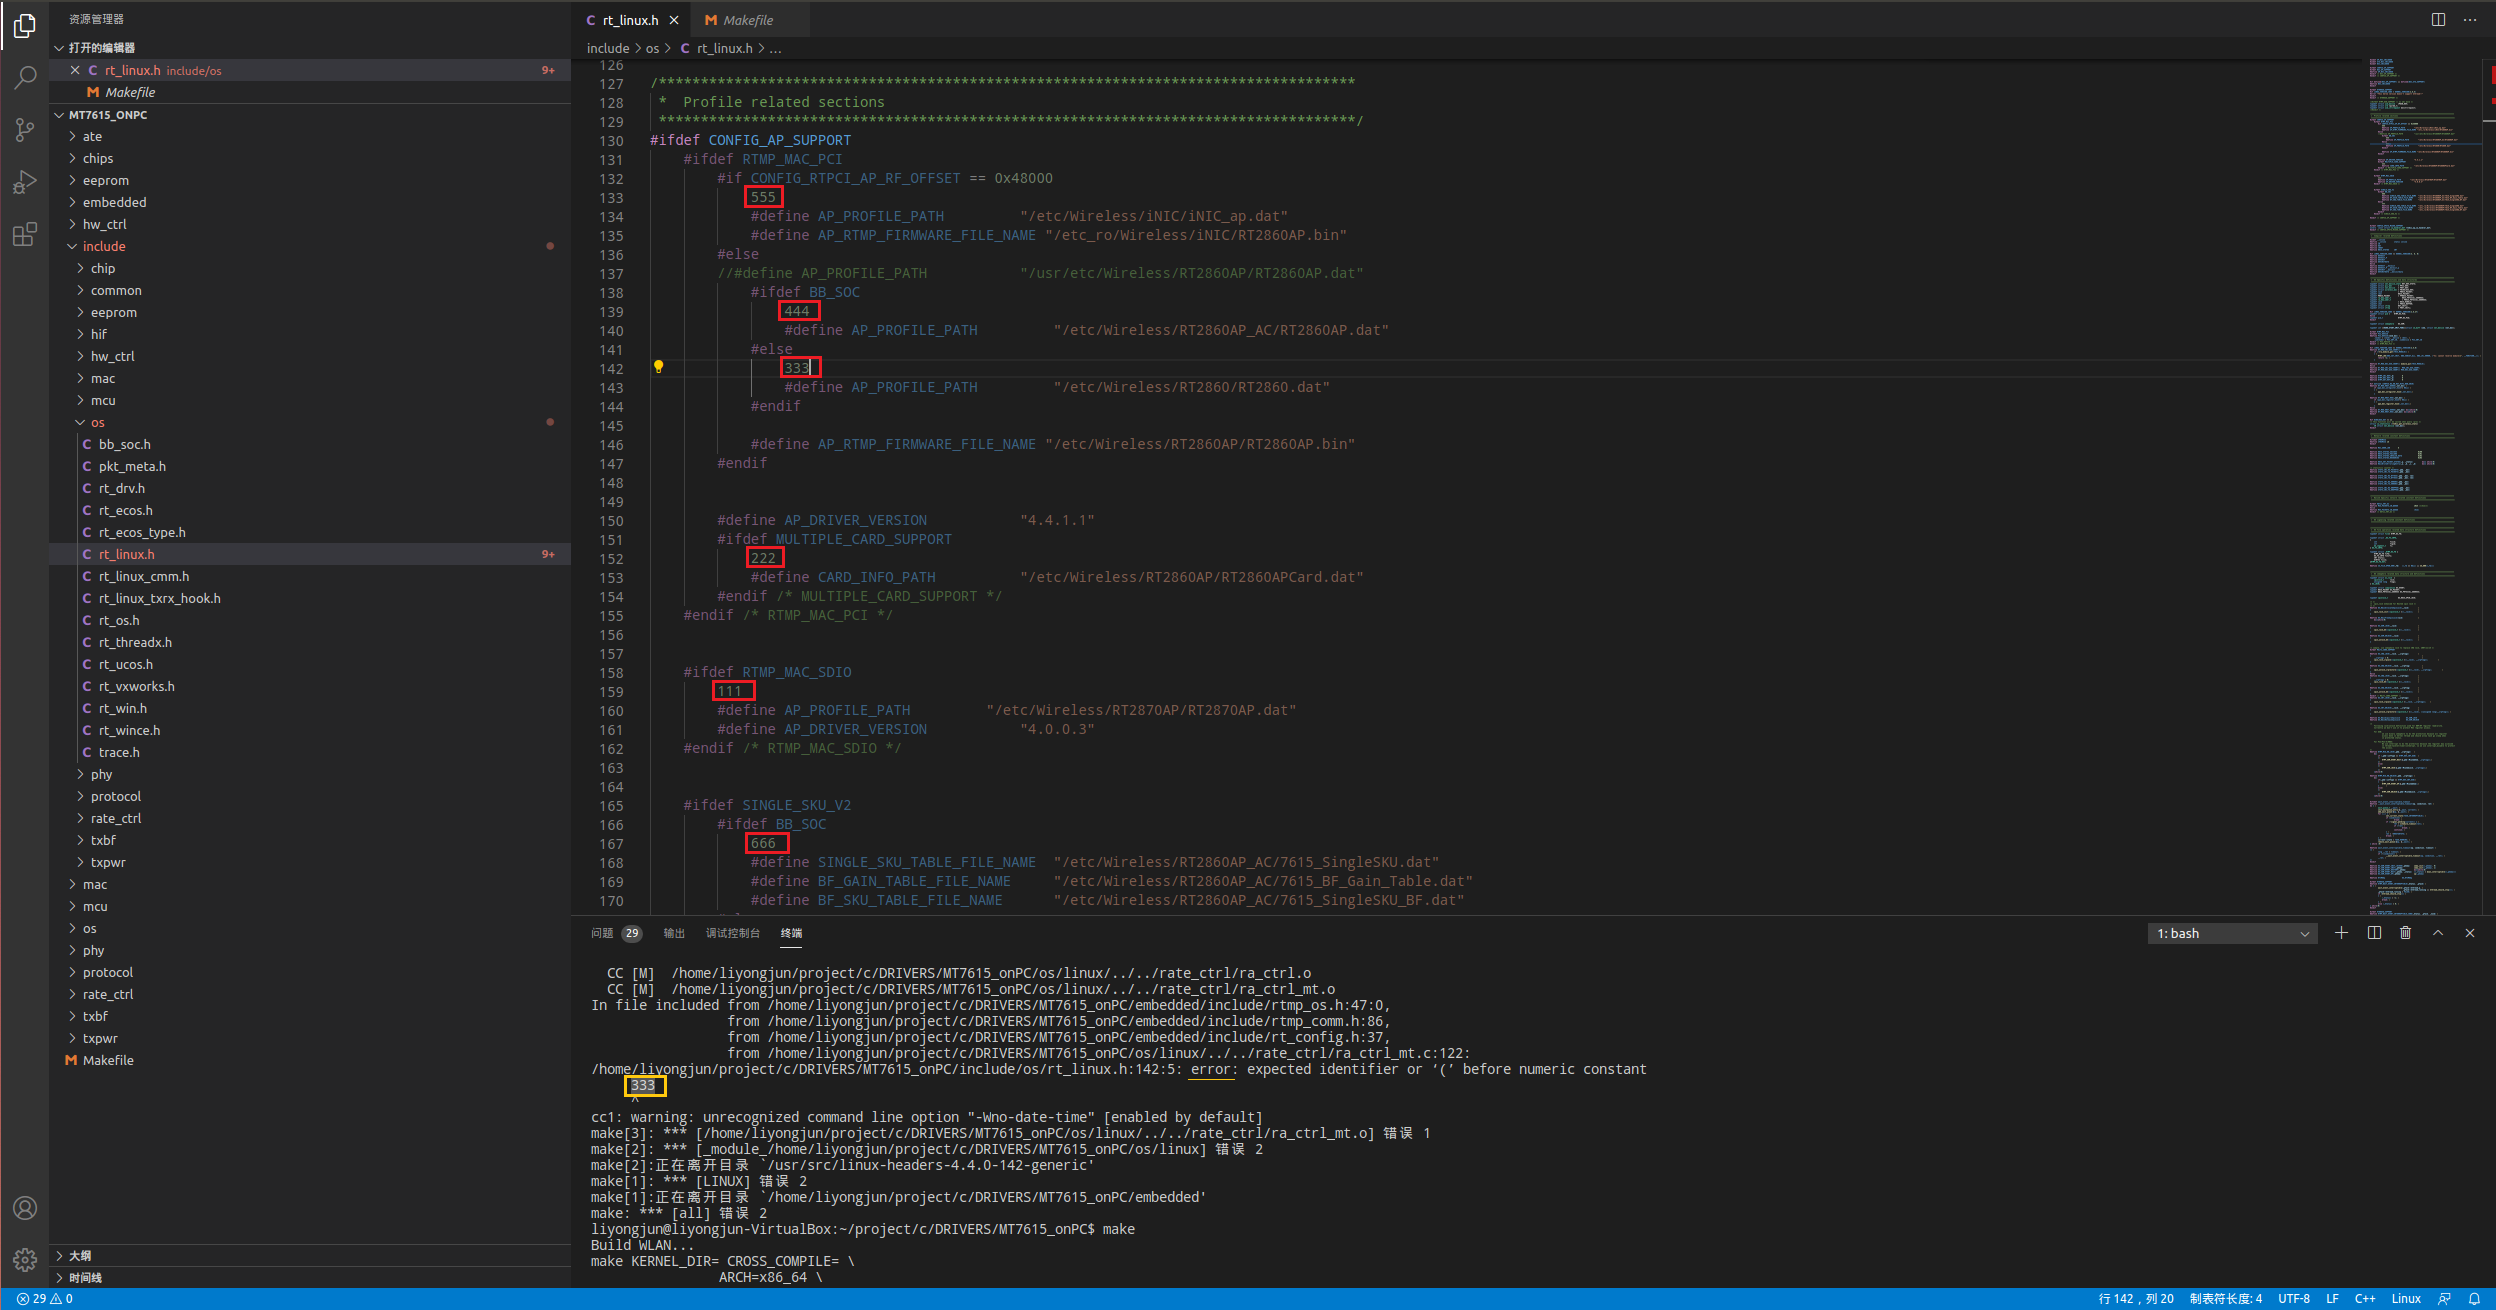 资源管理器
打开的编辑器
rt_linux.h include/os 9+
Makefile
MT7615_ONPC
ate
chips
eeprom
embedded
hw_ctrl
include
chip
common
eeprom
hif
hw_ctrl
mac
mcu
os
bb_soc.h
pkt_meta.h
rt_drv.h
rt_ecos.h
rt_ecos_type.h
rt_linux.h 9+
rt_linux_cmm.h
rt_linux_txrx_hook.h
rt_os.h
rt_threadx.h
rt_ucos.h
rt_vxworks.h
rt_win.h
rt_wince.h
trace.h
phy
protocol
rate_ctrl
txbf
txpwr
mac
mcu
os
phy
protocol
rate_ctrl
txbf
txpwr
Makefile
大纲
时间线
rt_linux.h Makefile
include > os > C rt_linux.h > ...
126
127 /***********************************************************************************
128 *  Profile related sections
129 ***********************************************************************************/
130 #ifdef CONFIG_AP_SUPPORT
131 #ifdef RTMP_MAC_PCI
132 #if CONFIG_RTPCI_AP_RF_OFFSET == 0x48000
133 555
134 #define AP_PROFILE_PATH "/etc/Wireless/iNIC/iNIC_ap.dat"
135 #define AP_RTMP_FIRMWARE_FILE_NAME "/etc_ro/Wireless/iNIC/RT2860AP.bin"
136 #else
137 //#define AP_PROFILE_PATH "/usr/etc/Wireless/RT2860AP/RT2860AP.dat"
138 #ifdef BB_SOC
139 444
140 #define AP_PROFILE_PATH "/etc/Wireless/RT2860AP_AC/RT2860AP.dat"
141 #else
142 333
143 #define AP_PROFILE_PATH "/etc/Wireless/RT2860/RT2860.dat"
144 #endif
145
146 #define AP_RTMP_FIRMWARE_FILE_NAME "/etc/Wireless/RT2860AP/RT2860AP.bin"
147 #endif
148
149
150 #define AP_DRIVER_VERSION "4.4.1.1"
151 #ifdef MULTIPLE_CARD_SUPPORT
152 222
153 #define CARD_INFO_PATH "/etc/Wireless/RT2860AP/RT2860APCard.dat"
154 #endif /* MULTIPLE_CARD_SUPPORT */
155 #endif /* RTMP_MAC_PCI */
156
157
158 #ifdef RTMP_MAC_SDIO
159 111
160 #define AP_PROFILE_PATH "/etc/Wireless/RT2870AP/RT2870AP.dat"
161 #define AP_DRIVER_VERSION "4.0.0.3"
162 #endif /* RTMP_MAC_SDIO */
163
164
165 #ifdef SINGLE_SKU_V2
166 #ifdef BB_SOC
167 666
168 #define SINGLE_SKU_TABLE_FILE_NAME "/etc/Wireless/RT2860AP_AC/7615_SingleSKU.dat"
169 #define BF_GAIN_TABLE_FILE_NAME "/etc/Wireless/RT2860AP_AC/7615_BF_Gain_Table.dat"
170 #define BF_SKU_TABLE_FILE_NAME "/etc/Wireless/RT2860AP_AC/7615_SingleSKU_BF.dat"
问题 29 输出 调试控制台 终端 1: bash
CC [M]  /home/liyongjun/project/c/DRIVERS/MT7615_onPC/os/linux/../../rate_ctrl/ra_ctrl.o
CC [M]  /home/liyongjun/project/c/DRIVERS/MT7615_onPC/os/linux/../../rate_ctrl/ra_ctrl_mt.o
In file included from /home/liyongjun/project/c/DRIVERS/MT7615_onPC/embedded/include/rtmp_os.h:47:0,
from /home/liyongjun/project/c/DRIVERS/MT7615_onPC/embedded/include/rtmp_comm.h:86,
from /home/liyongjun/project/c/DRIVERS/MT7615_onPC/embedded/include/rt_config.h:37,
from /home/liyongjun/project/c/DRIVERS/MT7615_onPC/os/linux/../../rate_ctrl/ra_ctrl_mt.c:122:
/home/liyongjun/project/c/DRIVERS/MT7615_onPC/include/os/rt_linux.h:142:5: error: expected identifier or ‘(’ before numeric constant
333
^
cc1: warning: unrecognized command line option "-Wno-date-time" [enabled by default]
make[3]: *** [/home/liyongjun/project/c/DRIVERS/MT7615_onPC/os/linux/../../rate_ctrl/ra_ctrl_mt.o] 错误 1
make[2]: *** [_module_/home/liyongjun/project/c/DRIVERS/MT7615_onPC/os/linux] 错误 2
make[2]:正在离开目录 `/usr/src/linux-headers-4.4.0-142-generic'
make[1]: *** [LINUX] 错误 2
make[1]:正在离开目录 `/home/liyongjun/project/c/DRIVERS/MT7615_onPC/embedded'
make: *** [all] 错误 2
liyongjun@liyongjun-VirtualBox:~/project/c/DRIVERS/MT7615_onPC$ make
Build WLAN...
make KERNEL_DIR= CROSS_COMPILE= \
ARCH=x86_64 \
29 0 行 142，列 20 制表符长度: 4 UTF-8 LF C++ Linux